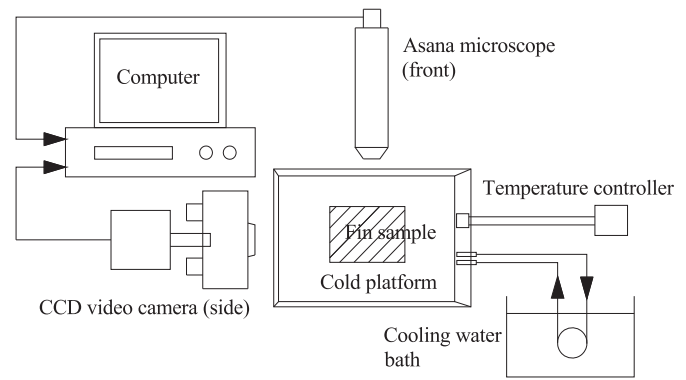 Asana microscope
(front)
Computer
Temperature controller
Fin sample
Cold platform
CCD video camera (side)
Cooling water
bath